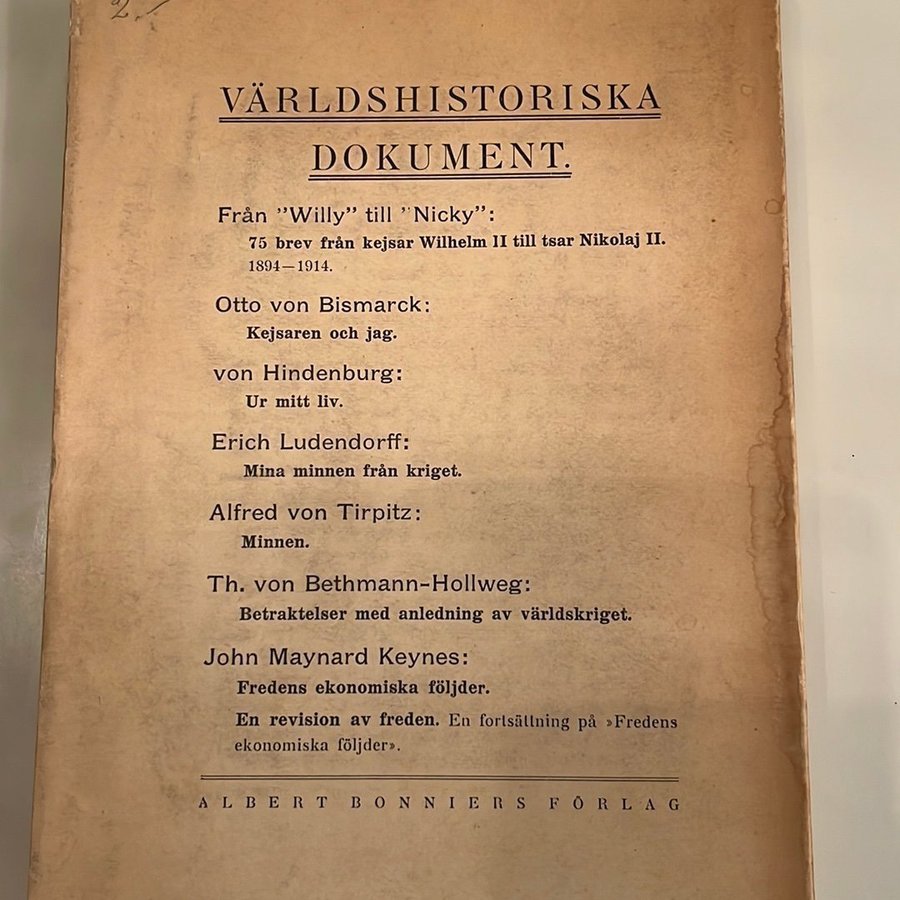 2.-
VÄRLDSHISTORISKA
DOKUMENT.
Från ”Willy” till ”Nicky”:
75 brev från kejsar Wilhelm II till tsar Nikolaj II.
1894—1914.
Otto von Bismarck:
Kejsaren och jag.
von Hindenburg:
Ur mitt liv.
Erich Ludendorff:
Mina minnen från kriget.
Alfred von Tirpitz:
Minnen.
Th. von Bethmann-Hollweg:
Betraktelser med anledning av världskriget.
John Maynard Keynes:
Fredens ekonomiska följder.
En revision av freden. En fortsättning på »Fredens
ekonomiska följder».
ALBERT BONNIERS FÖRLAG